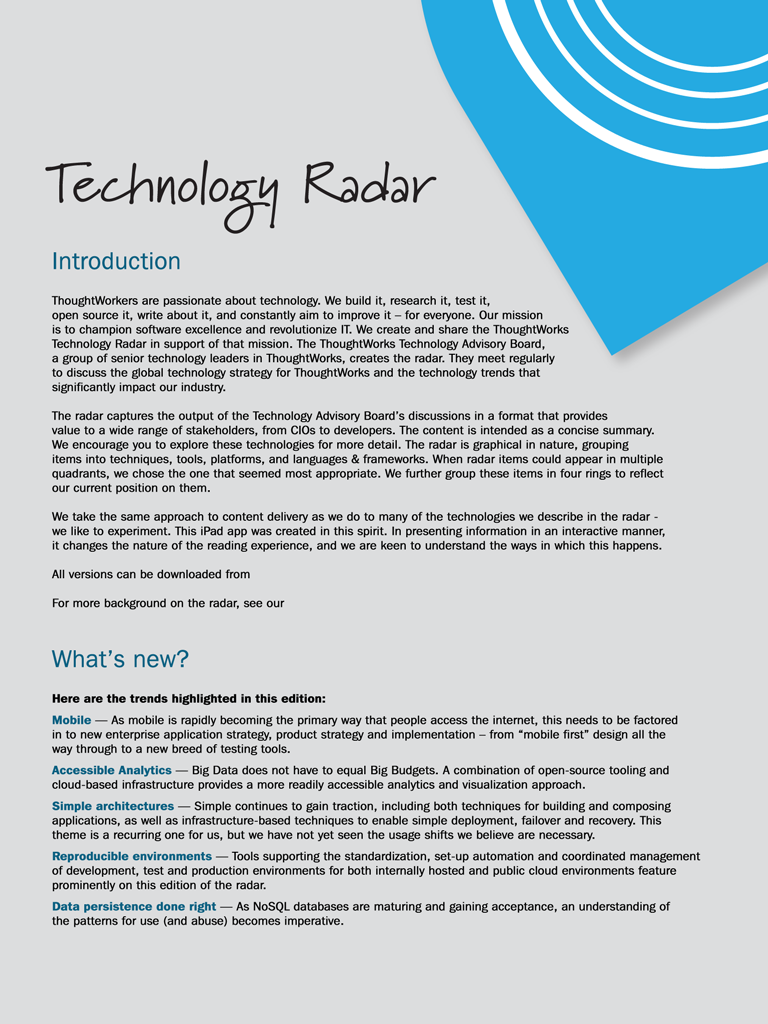 Technology Radar
Introduction
ThoughtWorkers are passionate about technology. We build it, research it, test it,
open source it, write about it, and constantly aim to improve it – for everyone. Our mission
is to champion software excellence and revolutionize IT. We create and share the ThoughtWorks
Technology Radar in support of that mission. The ThoughtWorks Technology Advisory Board,
a group of senior technology leaders in ThoughtWorks, creates the radar. They meet regularly
to discuss the global technology strategy for ThoughtWorks and the technology trends that
significantly impact our industry.
The radar captures the output of the Technology Advisory Board’s discussions in a format that provides
value to a wide range of stakeholders, from CIOs to developers. The content is intended as a concise summary.
We encourage you to explore these technologies for more detail. The radar is graphical in nature, grouping
items into techniques, tools, platforms, and languages & frameworks. When radar items could appear in multiple
quadrants, we chose the one that seemed most appropriate. We further group these items in four rings to reflect
our current position on them.
We take the same approach to content delivery as we do to many of the technologies we describe in the radar -
we like to experiment. This iPad app was created in this spirit. In presenting information in an interactive manner,
it changes the nature of the reading experience, and we are keen to understand the ways in which this happens.
All versions can be downloaded from
For more background on the radar, see our
What’s new?
Here are the trends highlighted in this edition:
Mobile — As mobile is rapidly becoming the primary way that people access the internet, this needs to be factored
in to new enterprise application strategy, product strategy and implementation – from “mobile first” design all the
way through to a new breed of testing tools.
Accessible Analytics — Big Data does not have to equal Big Budgets. A combination of open-source tooling and
cloud-based infrastructure provides a more readily accessible analytics and visualization approach.
Simple architectures — Simple continues to gain traction, including both techniques for building and composing
applications, as well as infrastructure-based techniques to enable simple deployment, failover and recovery. This
theme is a recurring one for us, but we have not yet seen the usage shifts we believe are necessary.
Reproducible environments — Tools supporting the standardization, set-up automation and coordinated management
of development, test and production environments for both internally hosted and public cloud environments feature
prominently on this edition of the radar.
Data persistence done right — As NoSQL databases are maturing and gaining acceptance, an understanding of
the patterns for use (and abuse) becomes imperative.